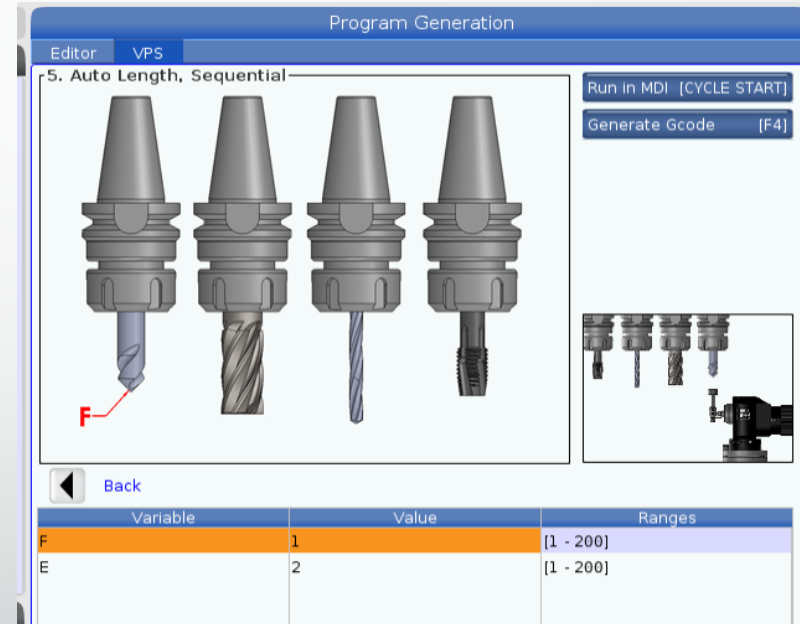 Program Generation
Editor VPS
5. Auto Length, Sequential
Run in MDI [CYCLE START]
Generate Gcode [F4]
F
Back
Variable Value Ranges
F 1 [1 - 200]
E 2 [1 - 200]